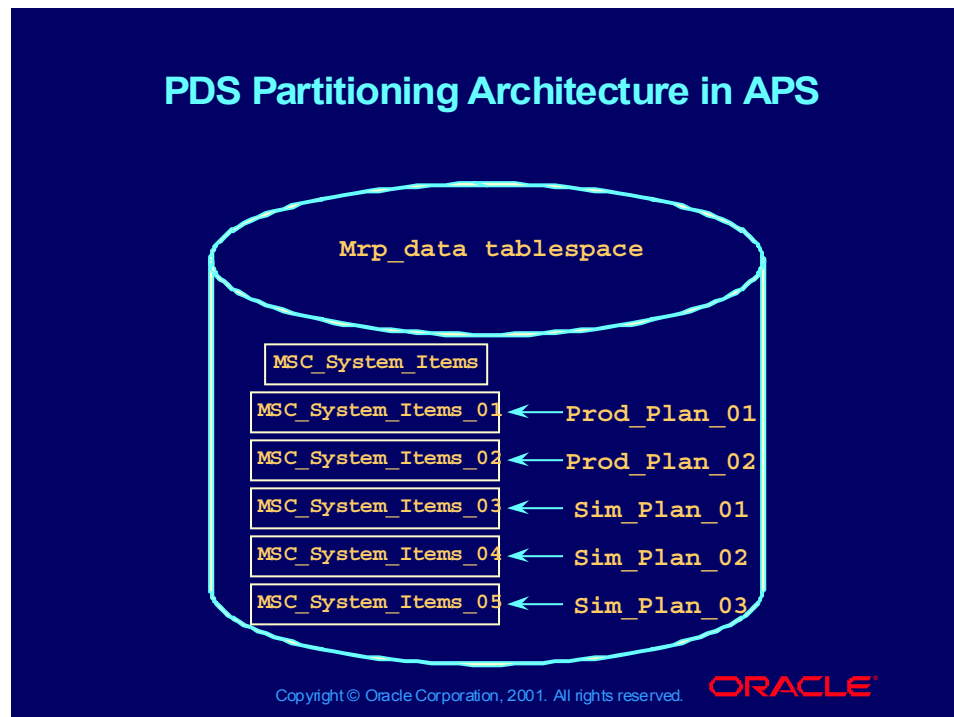 PDS Partitioning Architecture in APS
Mrp_data tablespace
MSC_System_Items
MSC_System_Items_01 Prod_Plan_01
MSC_System_Items_02 Prod_Plan_02
MSC_System_Items_03 Sim_Plan_01
MSC_System_Items_04 Sim_Plan_02
MSC_System_Items_05 Sim_Plan_03
Copyright © Oracle Corporation, 2001. All rights reserved. ORACLE®